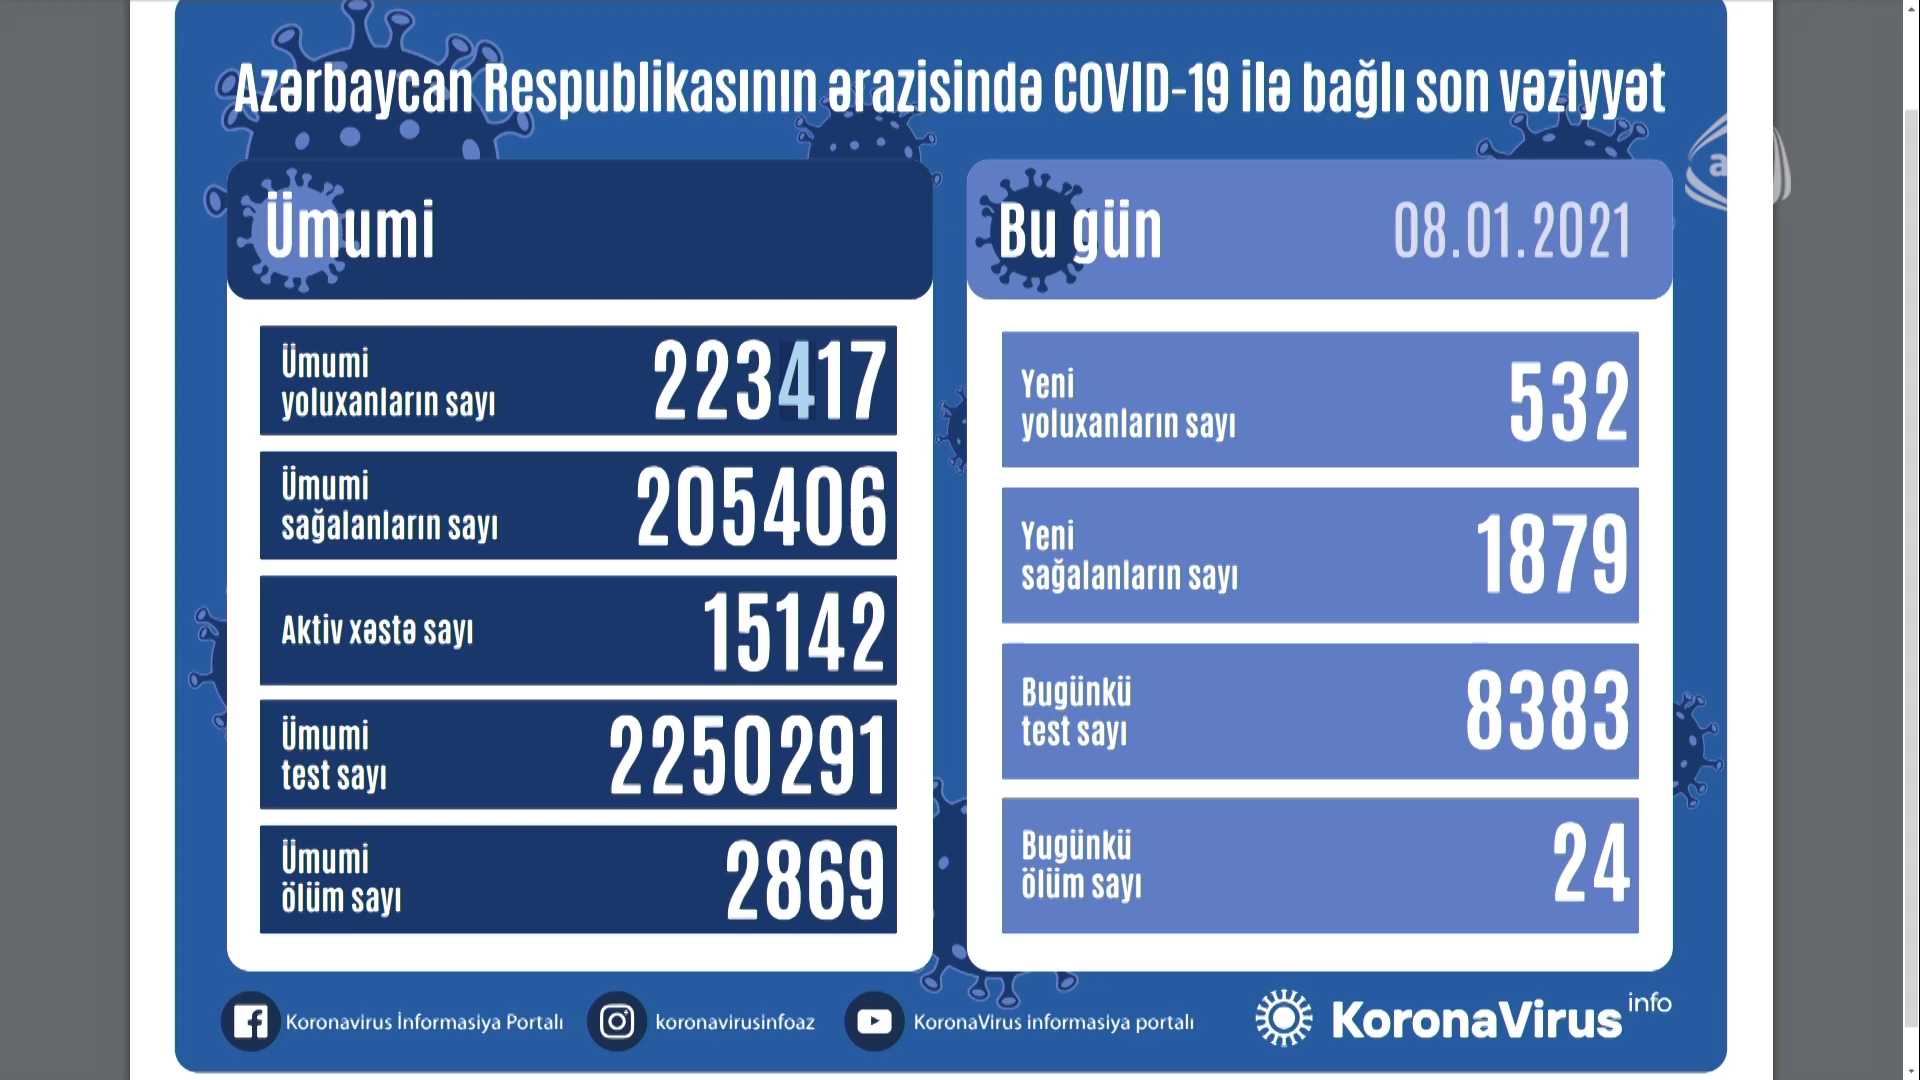 Azərbaycan Respublikasının ərazisində COVID-19 ilə bağlı son vəziyyət
Ümumi
Ümumi
yoluxanların sayı
223417
Ümumi
sağalanların sayı
205406
Aktiv xəstə sayı
15142
Ümumi
test sayı
2250291
Ümumi
ölüm sayı
2869
Bu gün
08.01.2021
Yeni
yoluxanların sayı
532
Yeni
sağalanların sayı
1879
Bugünkü
test sayı
8383
Bugünkü
ölüm sayı
24
Koronavirus İnformasiya Portalı
koronavirusinfoaz
KoronaVirus informasiya portalı
KoronaVirus info